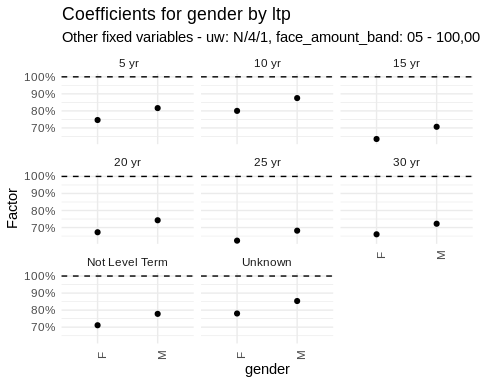 Coefficients for gender by ltp
Other fixed variables - uw: N/4/1, face_amount_band: 05 - 100,00
5 yr
10 yr
15 yr
100%
90%
80%
70%
20 yr
25 yr
30 yr
100%
90%
80%
70%
F
M
Not Level Term
Unknown
100%
90%
80%
70%
F
M
F
M
Factor
gender